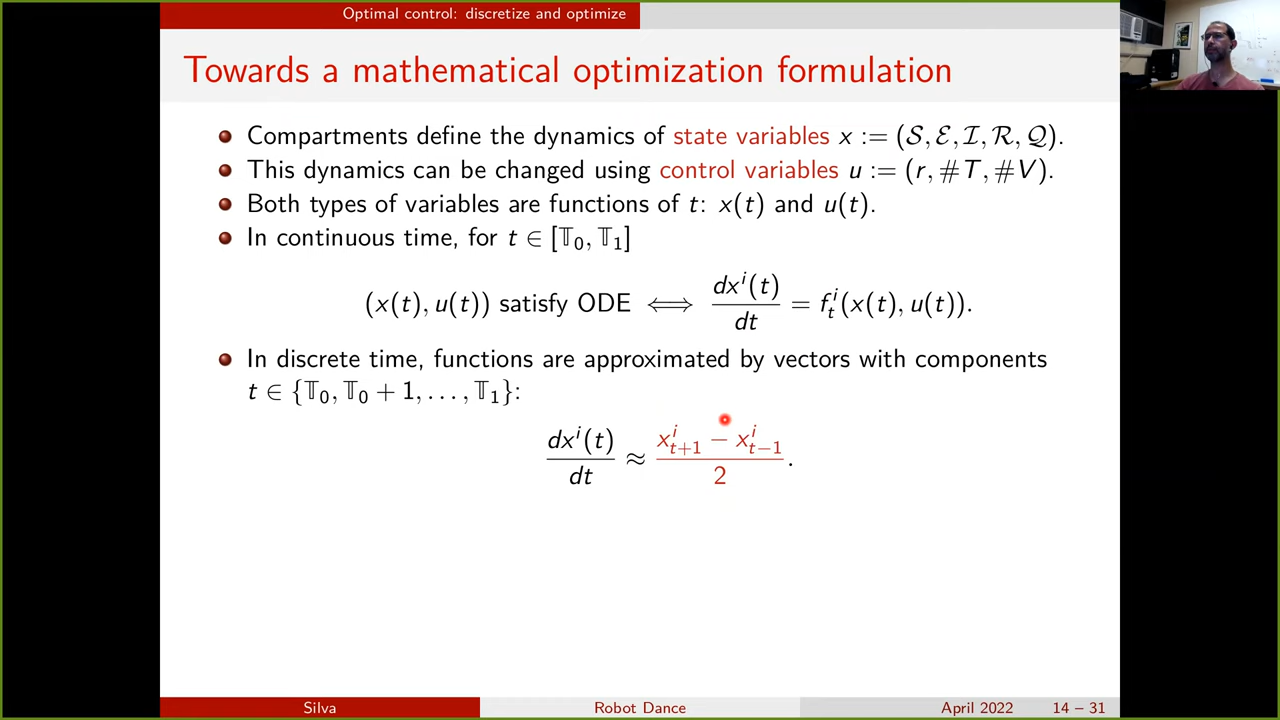 Optimal control: discretize and optimize
Towards a mathematical optimization formulation
Compartments define the dynamics of state variables x := (𝒮, ℰ, ℐ, ℛ, 𝒬).
This dynamics can be changed using control variables u := (r, #T, #V).
Both types of variables are functions of t: x(t) and u(t).
In continuous time, for t ∈ [𝕋₀, 𝕋₁]
(x(t), u(t)) satisfy ODE ⟺ dxⁱ(t)/dt = fₜⁱ(x(t), u(t)).
In discrete time, functions are approximated by vectors with components
t ∈ {𝕋₀, 𝕋₀ + 1, . . . , 𝕋₁}:
dxⁱ(t)/dt ≈ (xⁱₜ₊₁ − xⁱₜ₋₁)/2.
Silva Robot Dance April 2022 14 – 31